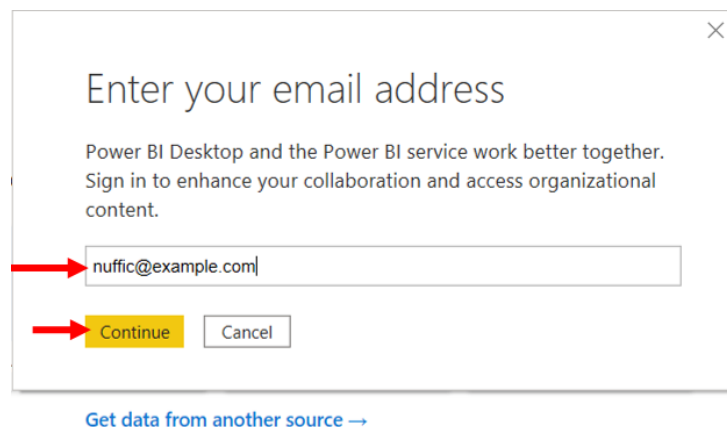 Enter your email address
Power BI Desktop and the Power BI service work better together.
Sign in to enhance your collaboration and access organizational
content.
nuffic@example.com
Continue Cancel
Get data from another source →